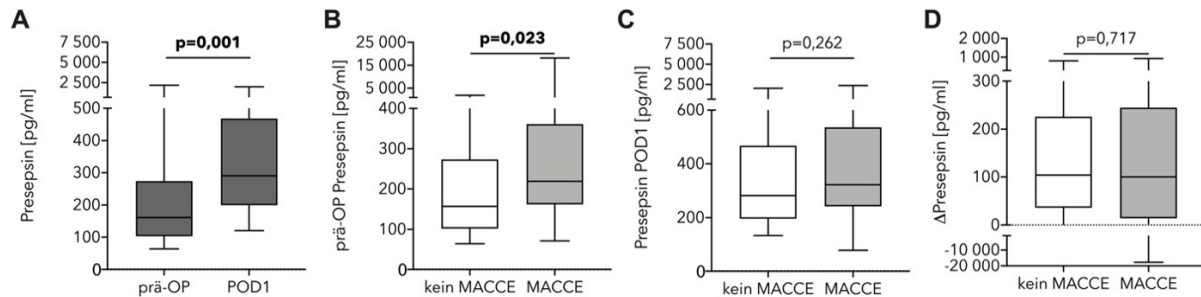 A
p=0,001
Presepsin [pg/ml]
7 500
5 000
2 500
500
400
300
200
100
0
prä-OP POD1
B
p=0,023
prä-OP Presepsin [pg/ml]
25 000
15 000
5 000
400
300
200
100
0
kein MACCE MACCE
C
p=0,262
Presepsin POD1 [pg/ml]
7 500
5 000
2 500
600
400
200
0
kein MACCE MACCE
D
p=0,717
ΔPresepsin [pg/ml]
2 000
1 000
300
200
100
0
-10 000
-20 000
kein MACCE MACCE